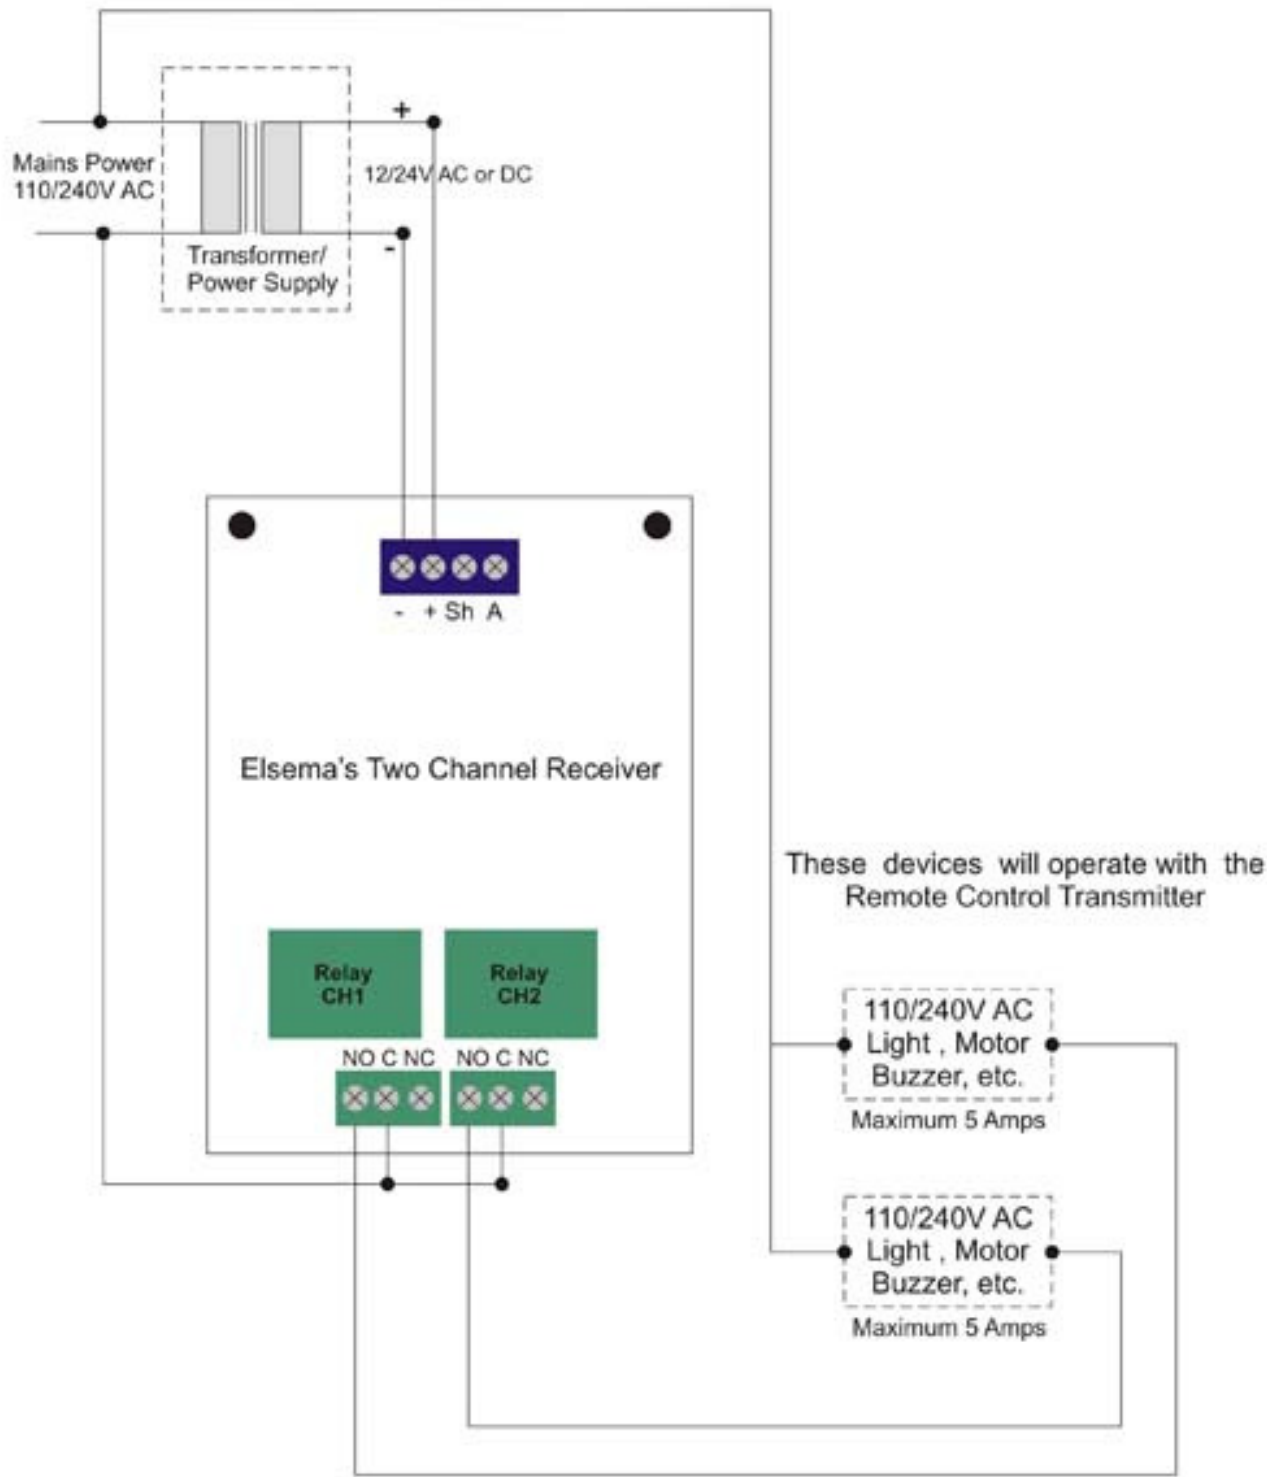 +
Mains Power
110/240V AC
12/24V AC or DC
-
Transformer/
Power Supply
- + Sh A
Elsema's Two Channel Receiver
These devices will operate with the
Remote Control Transmitter
Relay
CH1
Relay
CH2
NO C NC
NO C NC
110/240V AC
Light , Motor
Buzzer, etc.
Maximum 5 Amps
110/240V AC
Light , Motor
Buzzer, etc.
Maximum 5 Amps